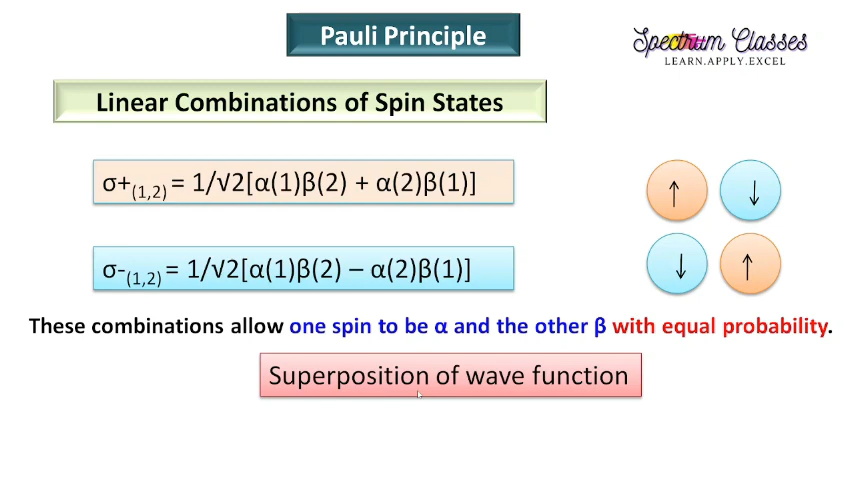 Pauli Principle
Spectrum Classes
LEARN.APPLY.EXCEL
Linear Combinations of Spin States
σ+(1,2) = 1/√2[α(1)β(2) + α(2)β(1)]
↑ ↓
σ-(1,2) = 1/√2[α(1)β(2) – α(2)β(1)]
↓ ↑
These combinations allow one spin to be α and the other β with equal probability.
Superposition of wave function